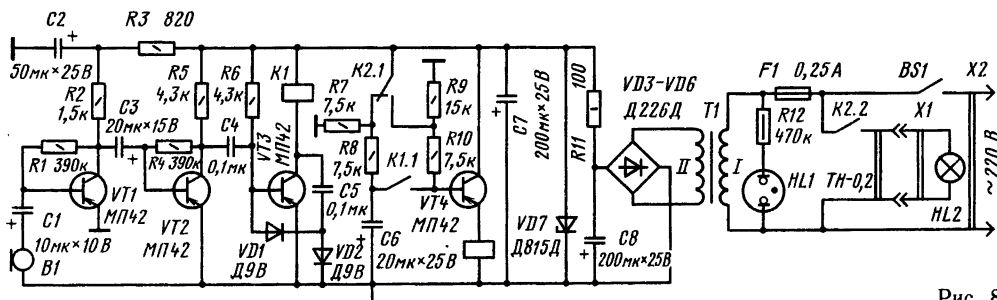 C2
R3 820
50мк×25В
R2
1,5к
C3
20мк×15В
R1 390к
R4 390к
R5
4,3к
R6
4,3к
C4
0,1мк
K1
VT3
МП42
VT1
МП42
VT2
МП42
C1
10мк×10В
B1
VD1
Д9В
VD2
Д9В
C5
0,1мк
R7
7,5к
K2.1
R8
7,5к
K1.1
R9
15к
R10
7,5к
VT4
МП42
C6
20мк×25В
C7
200мк×25В
VD7
Д815Д
100
R11
C8
200мк×25В
VD3-VD6
Д226Д
T1
II
I
F1 0,25А
R12
470к
HL1
ТН-0,2
K2.2
BS1
X1
X2
HL2
~220В
Рис. 8